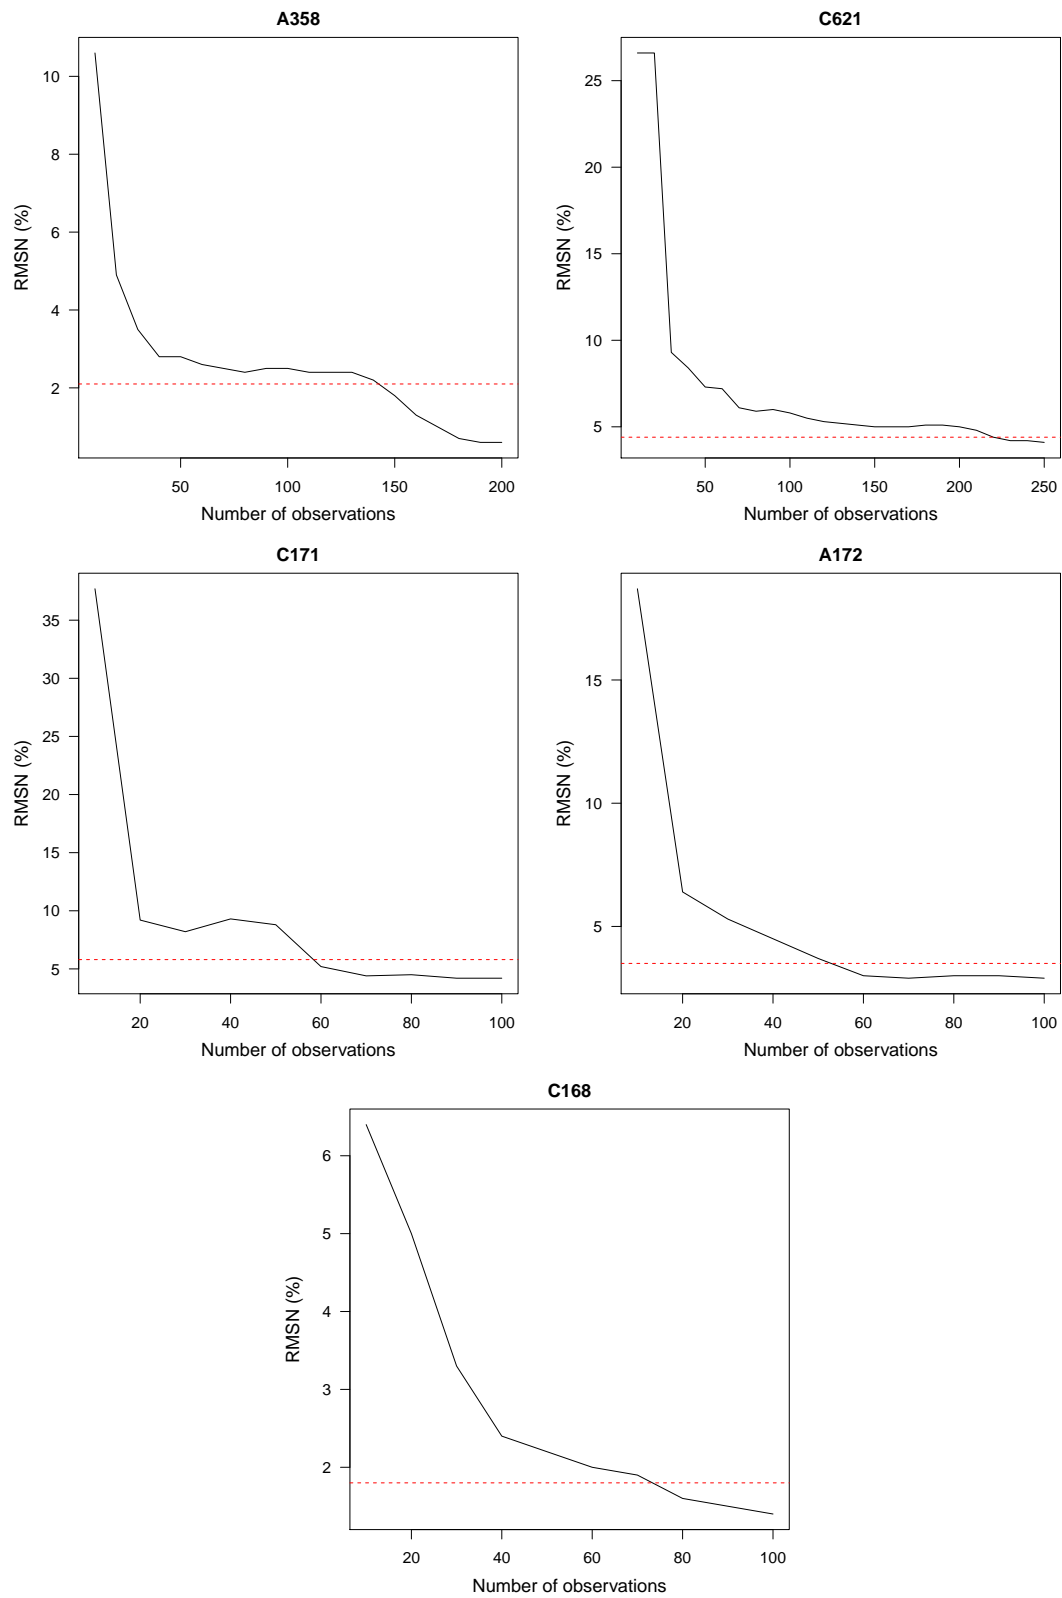 A358
RMSN (%)
10
8
6
4
2
50 100 150 200
Number of observations
C621
RMSN (%)
25
20
15
10
5
50 100 150 200 250
Number of observations
C171
RMSN (%)
35
30
25
20
15
10
5
20 40 60 80 100
Number of observations
A172
RMSN (%)
15
10
5
20 40 60 80 100
Number of observations
C168
RMSN (%)
6
5
4
3
2
20 40 60 80 100
Number of observations